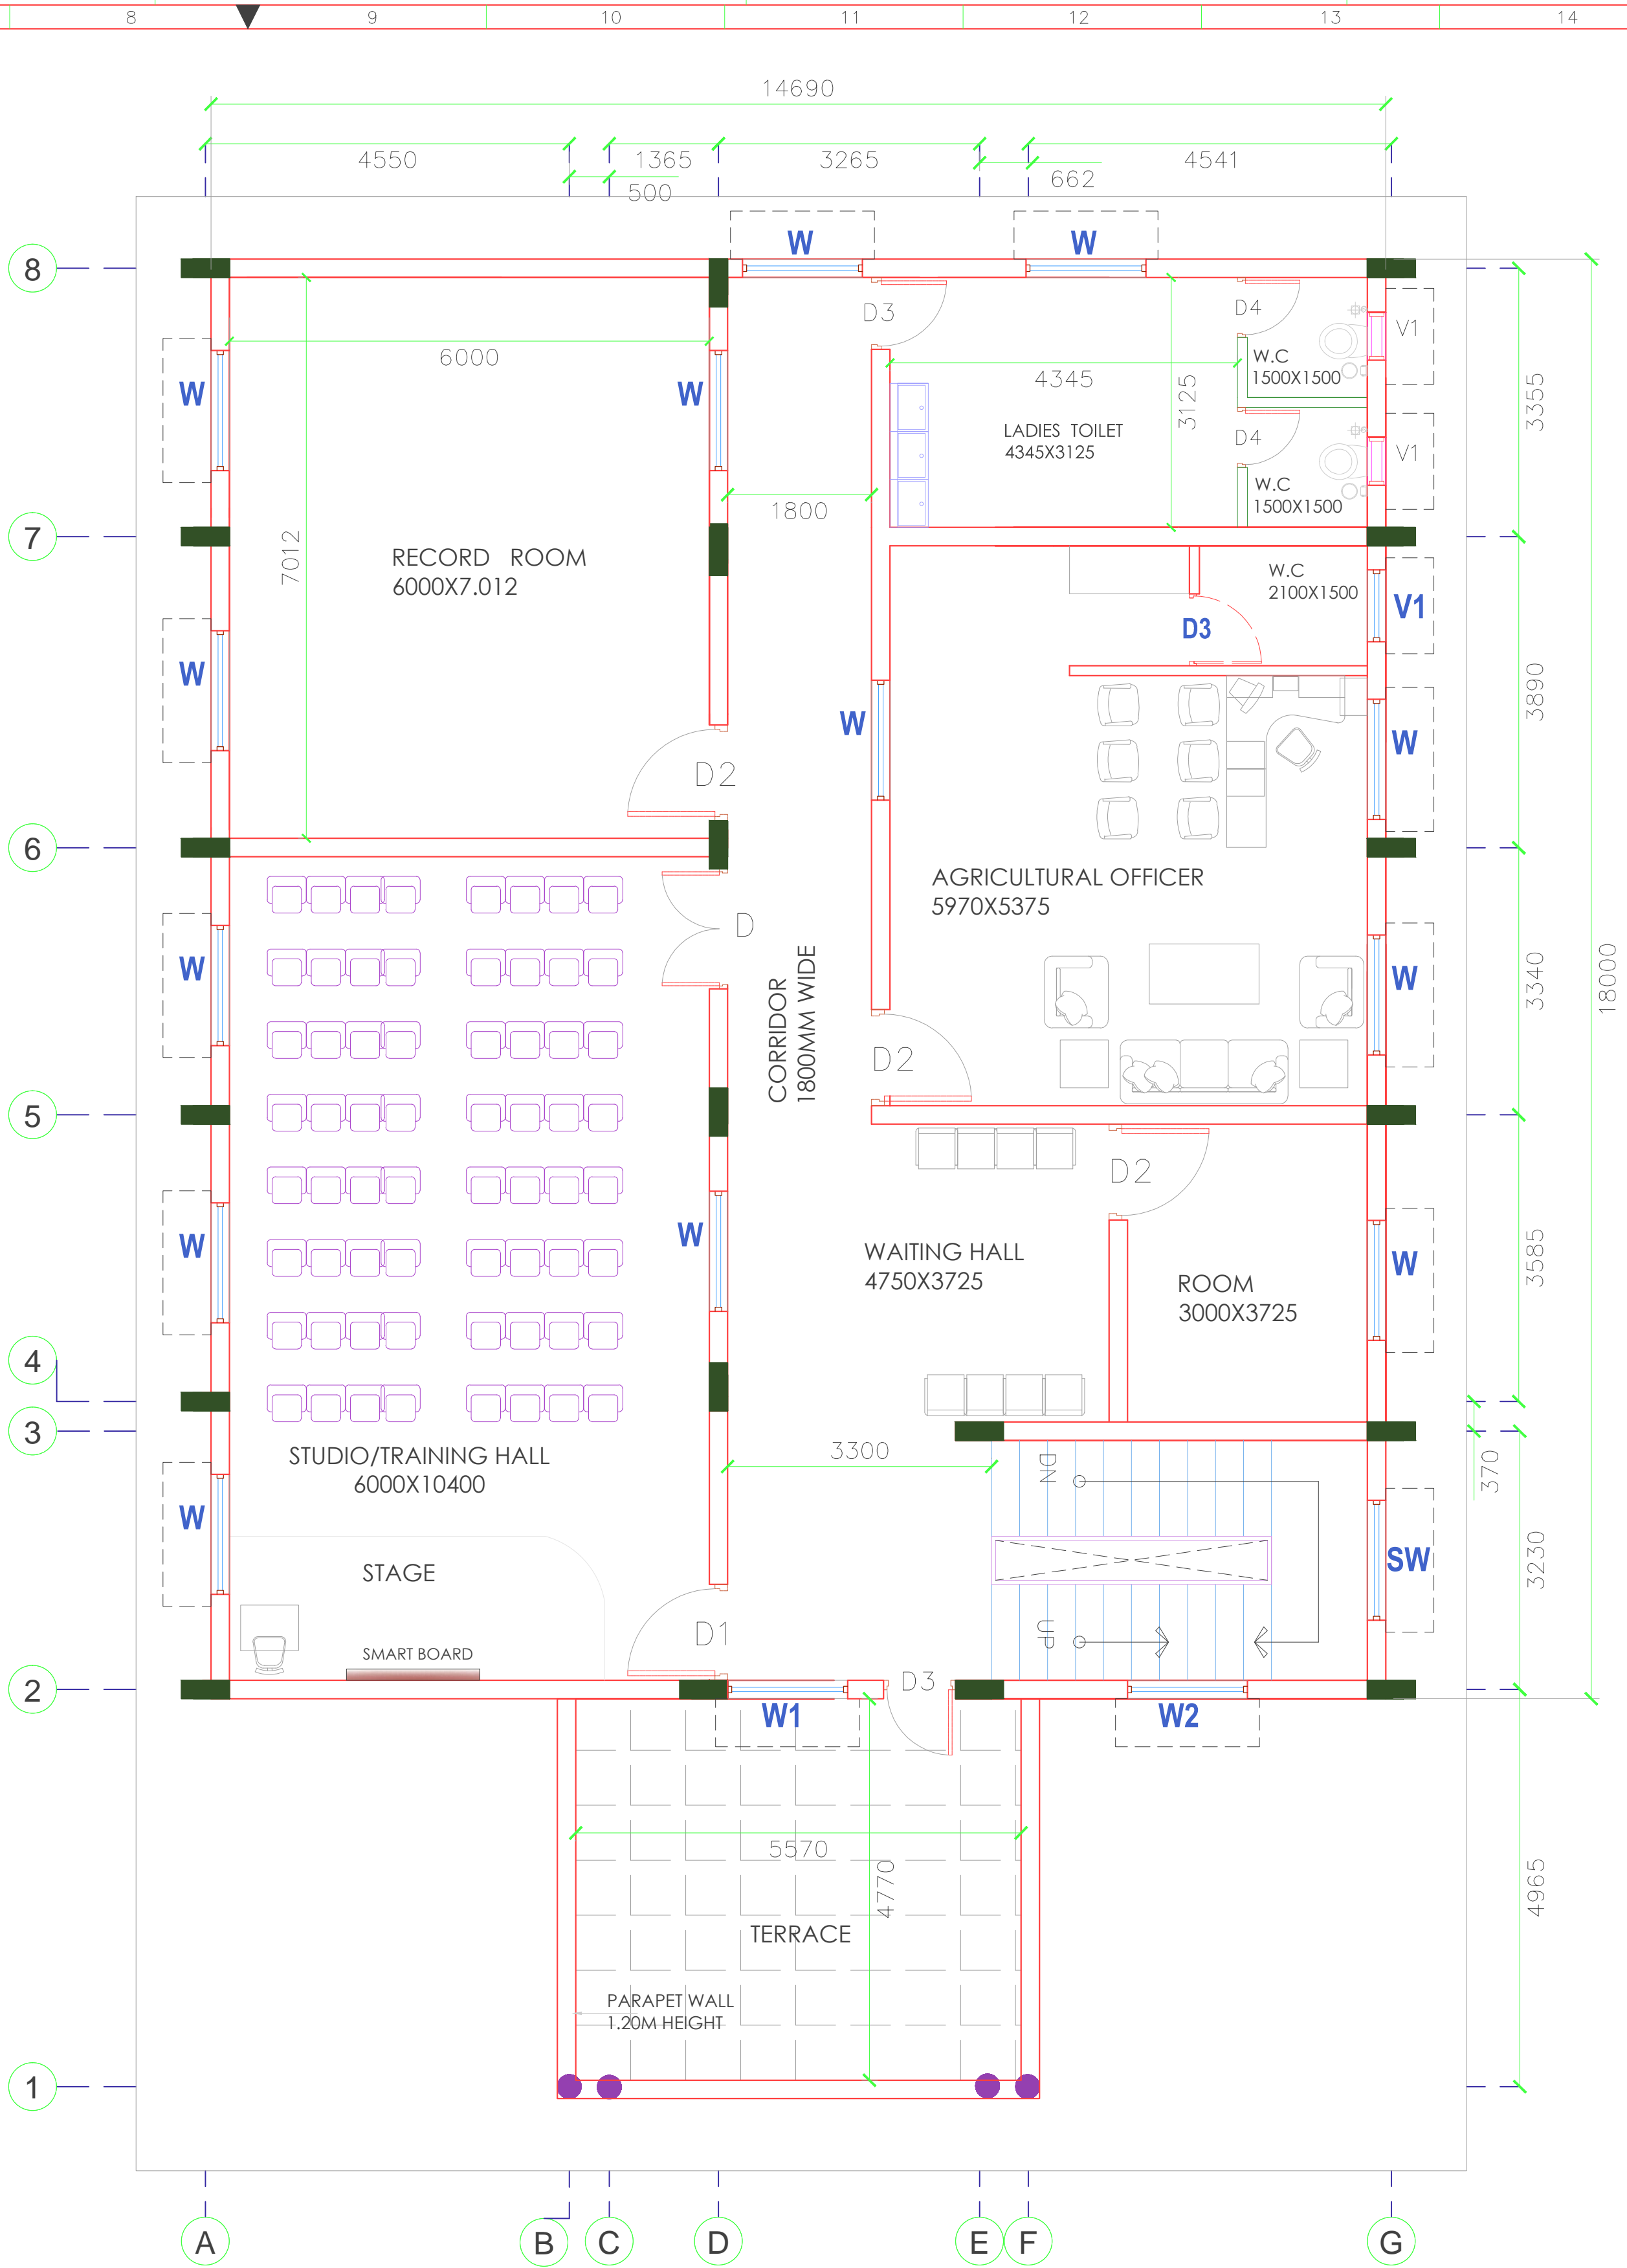 8 9 10 11 12 13 14
14690
4550 1365 3265 4541
500 662
W W
8
D3 D4 V1
W.C
1500X1500
6000
4345
3125
3355
W W
LADIES TOILET
4345X3125
D4 V1
W.C
1500X1500
1800
7
7012
RECORD ROOM
6000X7.012
W.C
2100X1500
V1
D3
W
3890
W
W
D2
6
AGRICULTURAL OFFICER
5970X5375
D
W
W
3340
18000
CORRIDOR
1800MM WIDE
D2
5
D2
W
W
WAITING HALL
4750X3725
W
3585
ROOM
3000X3725
4
3
STUDIO/TRAINING HALL
6000X10400
3300
DN
370
W
STAGE
SW
3230
D1
UP
SMART BOARD
2
D3
W1
W2
5570
4770
4965
TERRACE
PARAPET WALL
1.20M HEIGHT
1
A B C D E F G